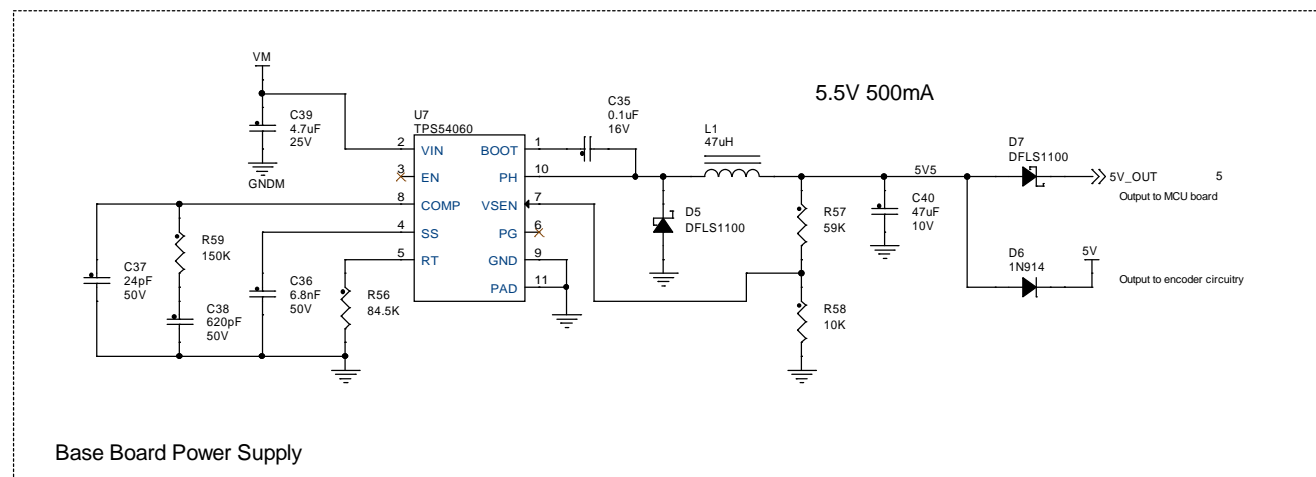 VM
C39
4.7uF
25V
GNDM
U7
TPS54060
2 VIN BOOT 1
3 EN PH 10
8 COMP VSEN 7
4 SS PG 6
5 RT GND 9
PAD 11
C35
0.1uF
16V
5.5V 500mA
L1
47uH
D5
DFLS1100
R57
59K
R58
10K
5V5
C40
47uF
10V
D7
DFLS1100
5V_OUT 5
Output to MCU board
D6
1N914
5V
Output to encoder circuitry
C37
24pF
50V
R59
150K
C38
620pF
50V
C36
6.8nF
50V
R56
84.5K
Base Board Power Supply